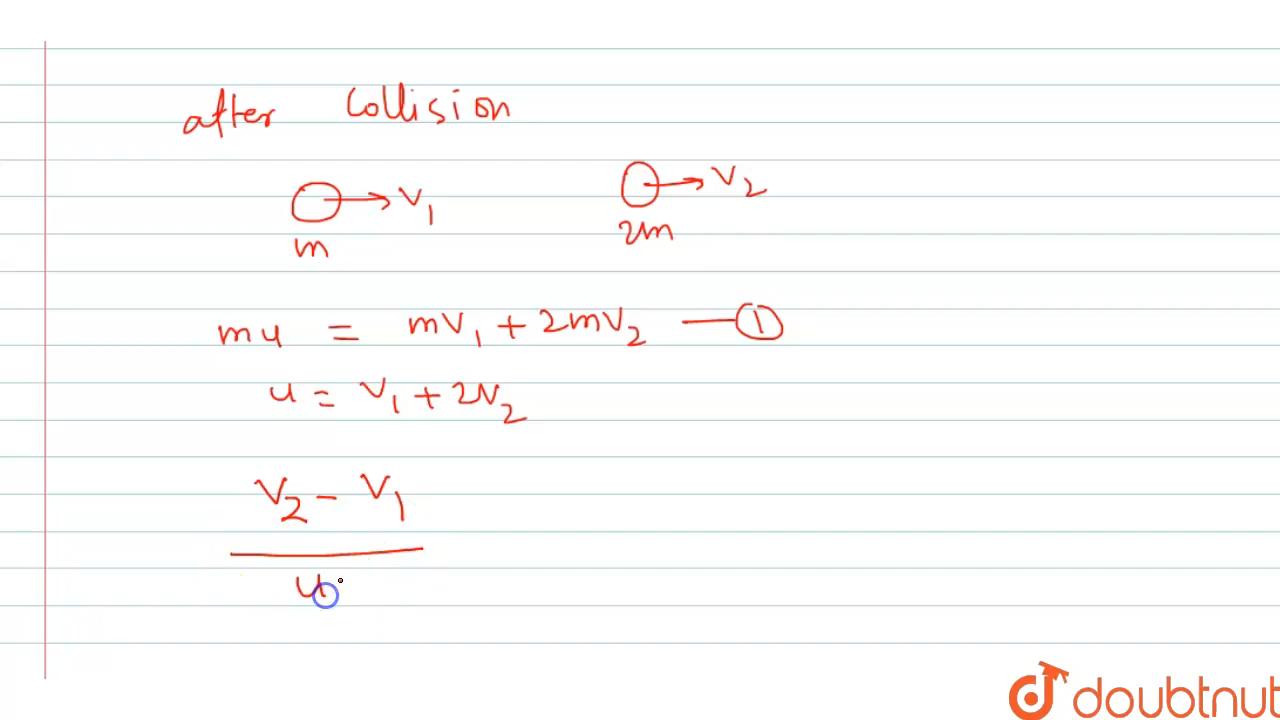 after collision
V1 V2
m 2m
mu = mV1 + 2mV2 — 1
u = V1 + 2V2
V2 - V1
u
doubtnut